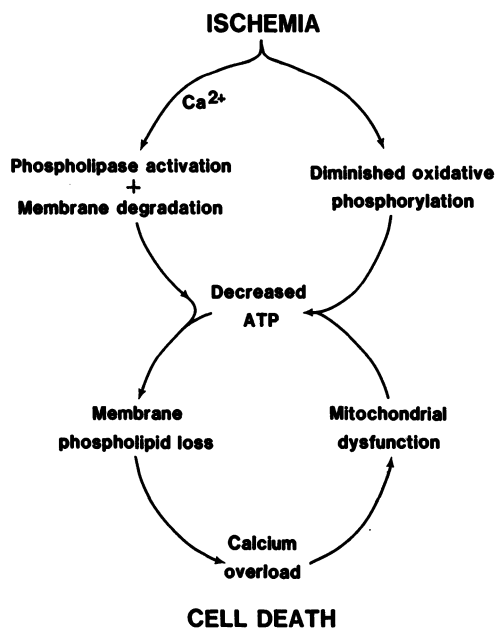 ISCHEMIA
Ca2+
Phospholipase activation
+
Membrane degradation
Diminished oxidative
phosphorylation
Decreased
ATP
Membrane
phospholipid loss
Mitochondrial
dysfunction
Calcium
overload
CELL DEATH